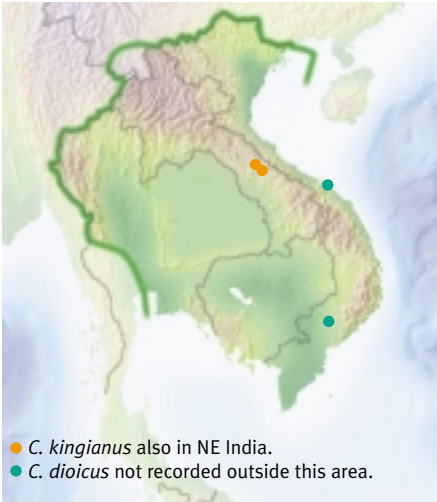 C. kingianus also in NE India.
C. dioicus not recorded outside this area.